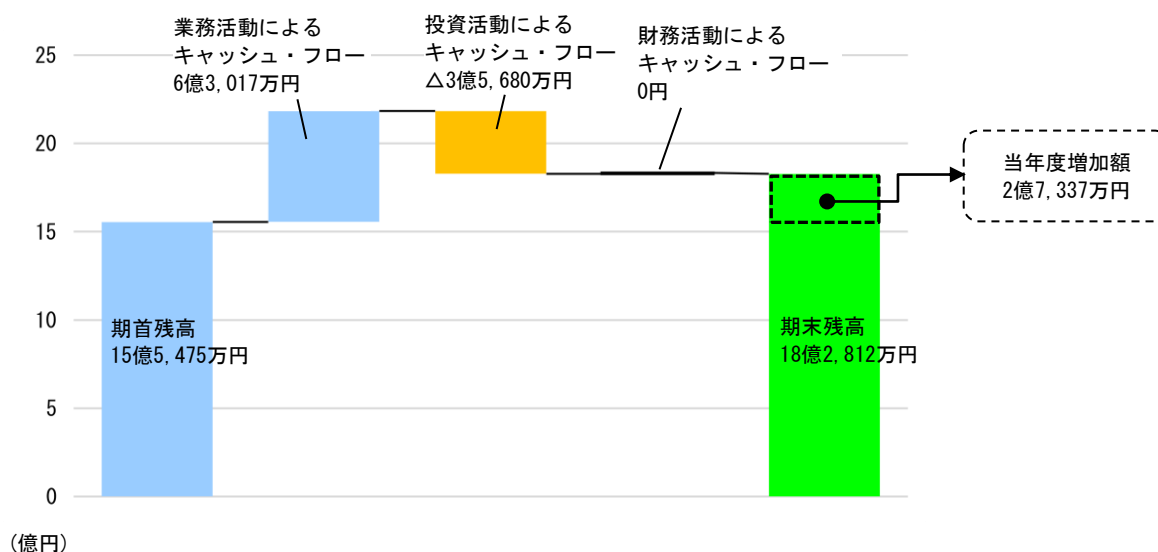 業務活動による
キャッシュ・フロー
6億3,017万円
投資活動による
キャッシュ・フロー
△3億5,680万円
財務活動による
キャッシュ・フロー
0円
25
20
15
10
5
0
(億円)
期首残高
15億5,475万円
期末残高
18億2,812万円
当年度増加額
2億7,337万円